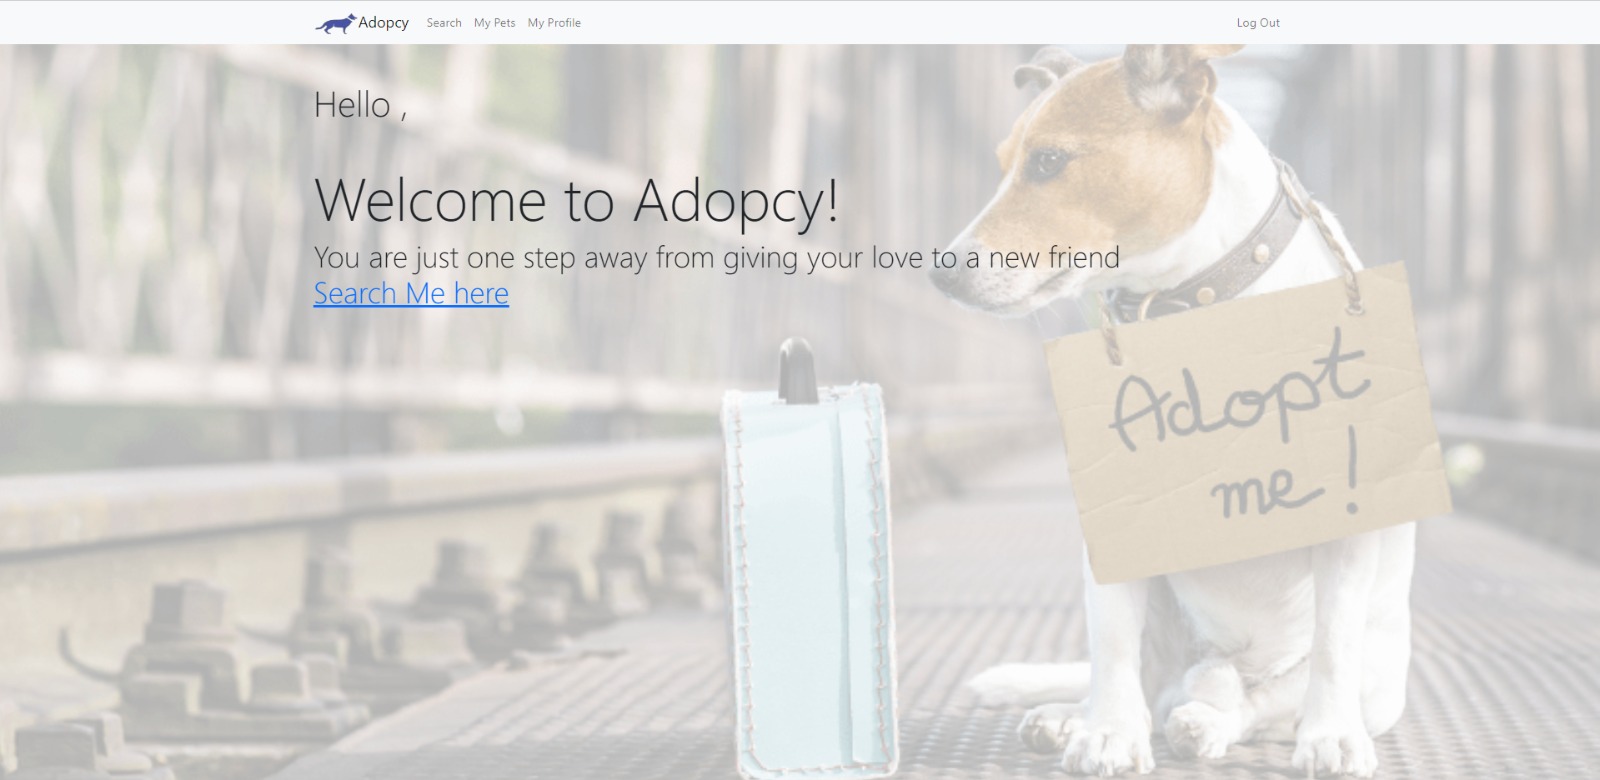 Adopcy Search My Pets My Profile Log Out
Hello ,
Welcome to Adopcy!
You are just one step away from giving your love to a new friend
Search Me here
Adopt
me!